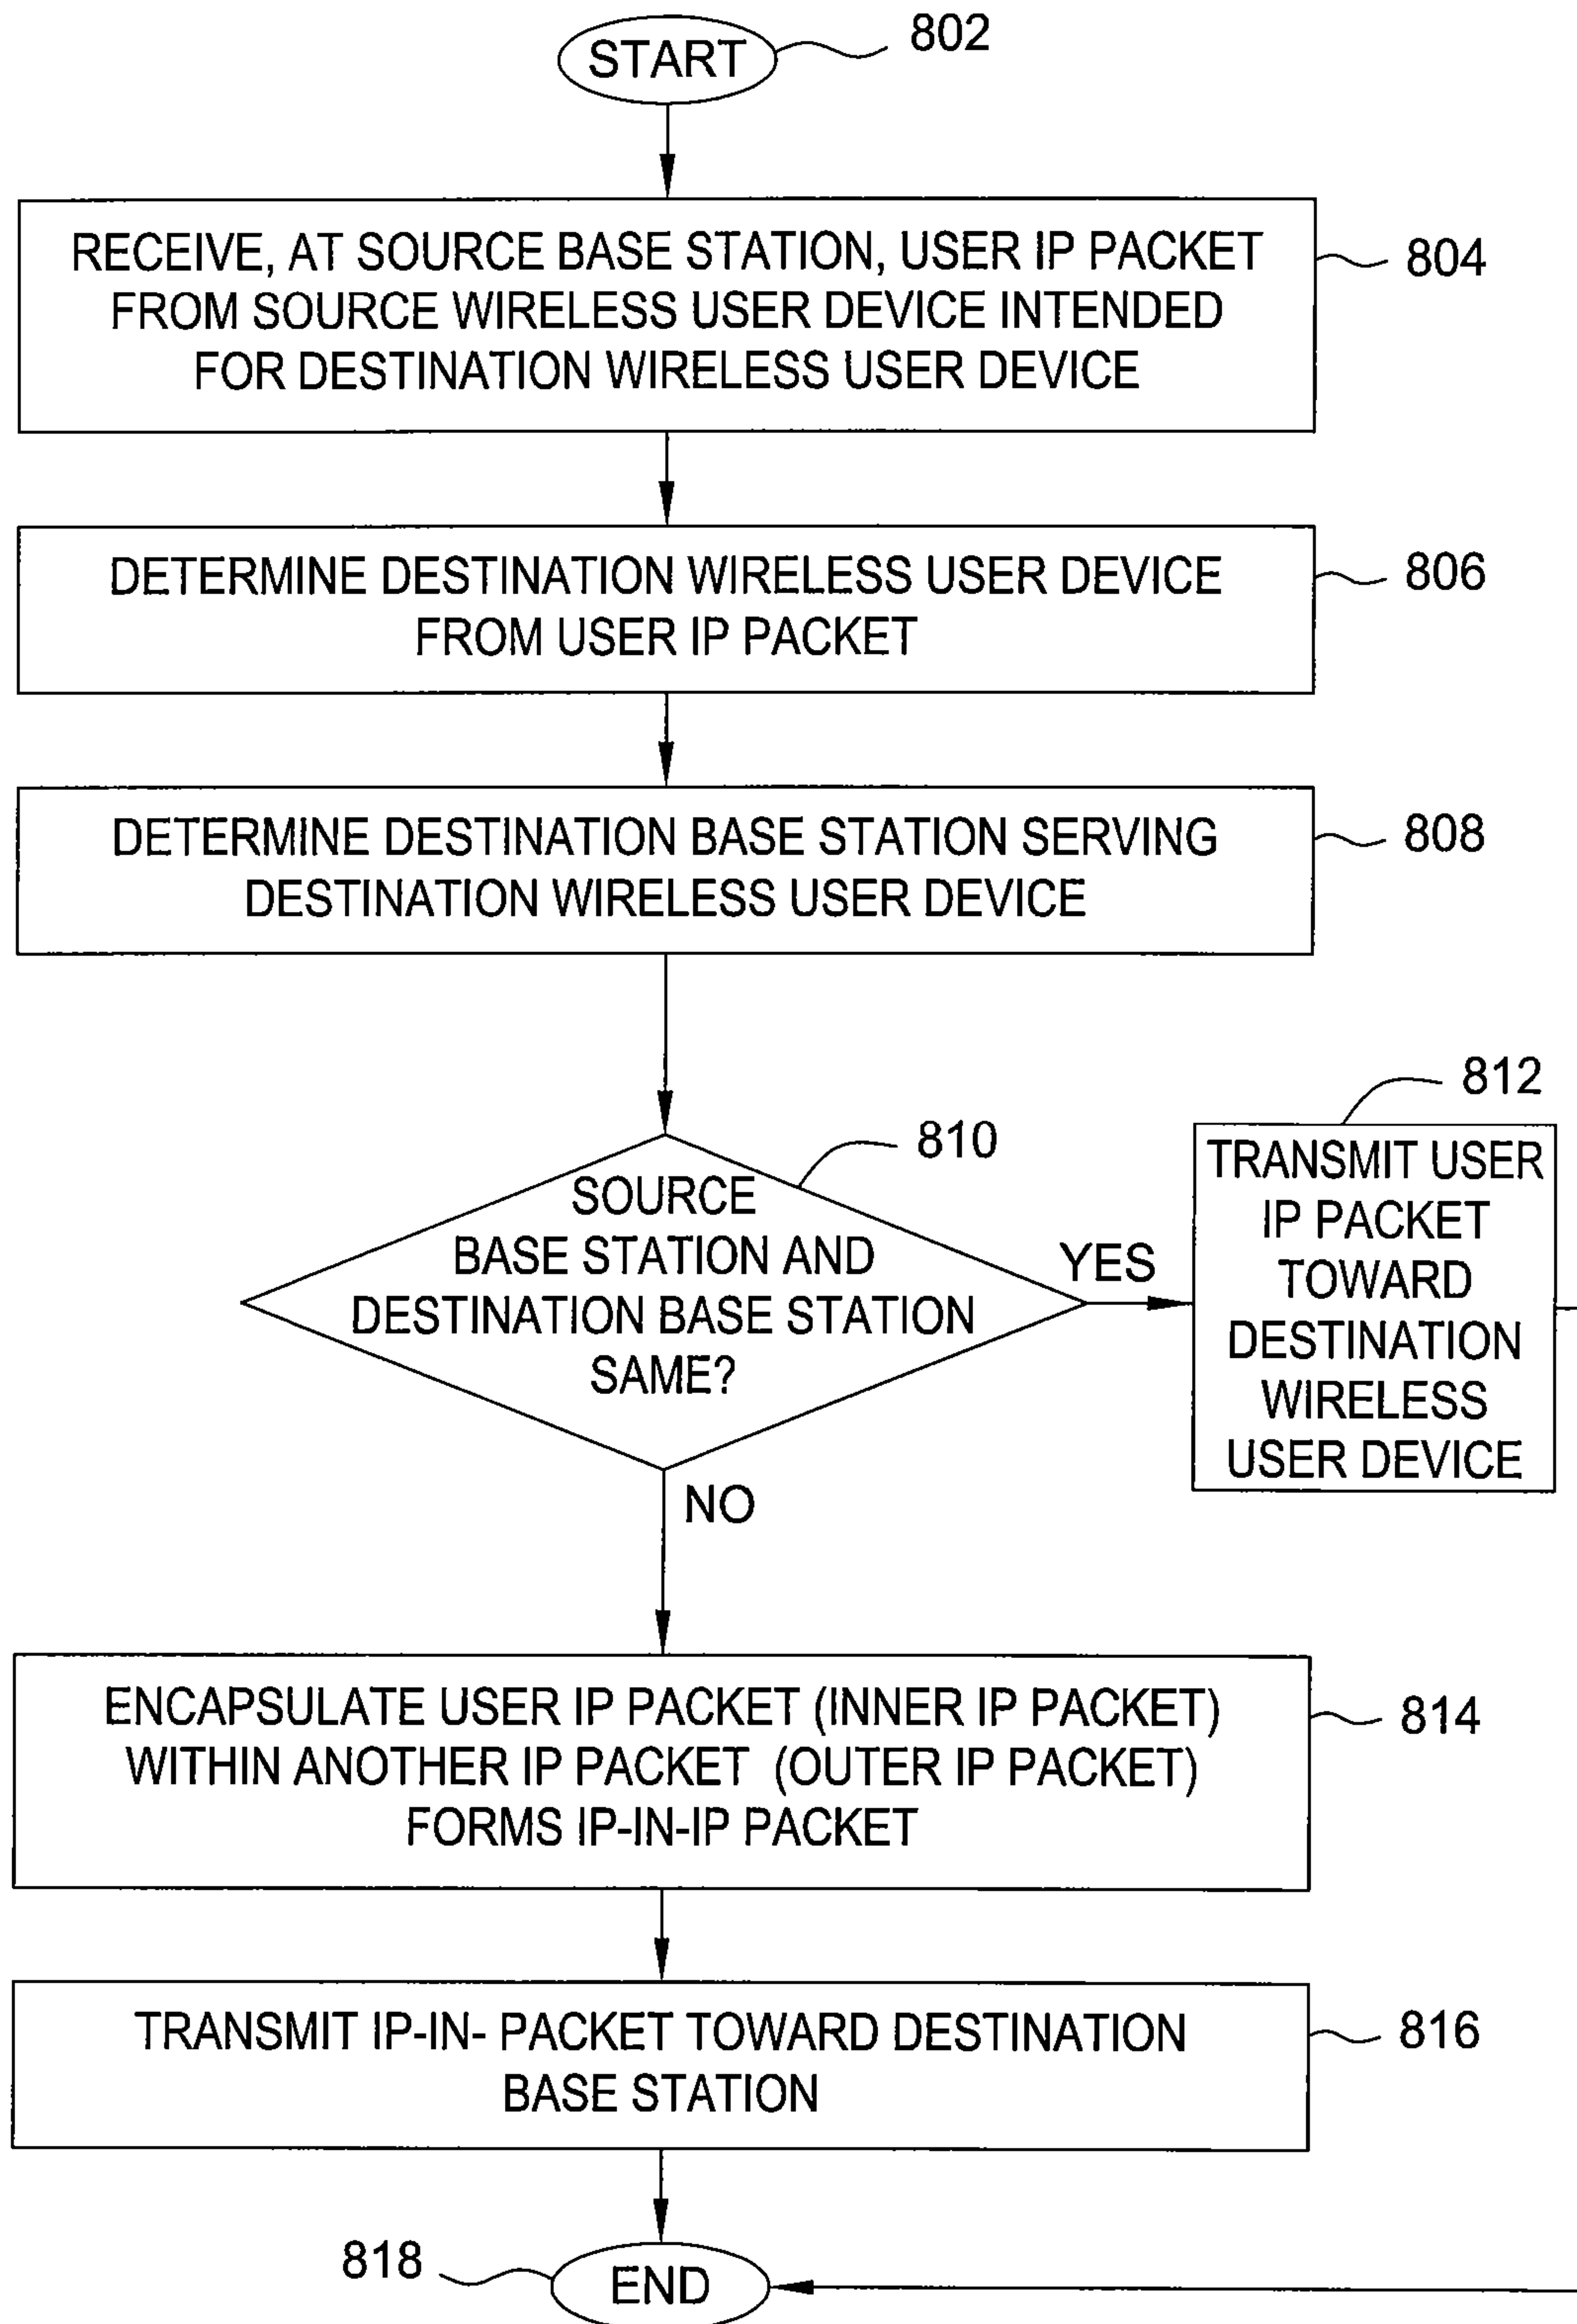 START
802
RECEIVE, AT SOURCE BASE STATION, USER IP PACKET
FROM SOURCE WIRELESS USER DEVICE INTENDED
FOR DESTINATION WIRELESS USER DEVICE
804
DETERMINE DESTINATION WIRELESS USER DEVICE
FROM USER IP PACKET
806
DETERMINE DESTINATION BASE STATION SERVING
DESTINATION WIRELESS USER DEVICE
808
SOURCE
BASE STATION AND
DESTINATION BASE STATION
SAME?
810
YES
812
TRANSMIT USER
IP PACKET
TOWARD
DESTINATION
WIRELESS
USER DEVICE
NO
ENCAPSULATE USER IP PACKET (INNER IP PACKET)
WITHIN ANOTHER IP PACKET (OUTER IP PACKET)
FORMS IP-IN-IP PACKET
814
TRANSMIT IP-IN- PACKET TOWARD DESTINATION
BASE STATION
816
818
END